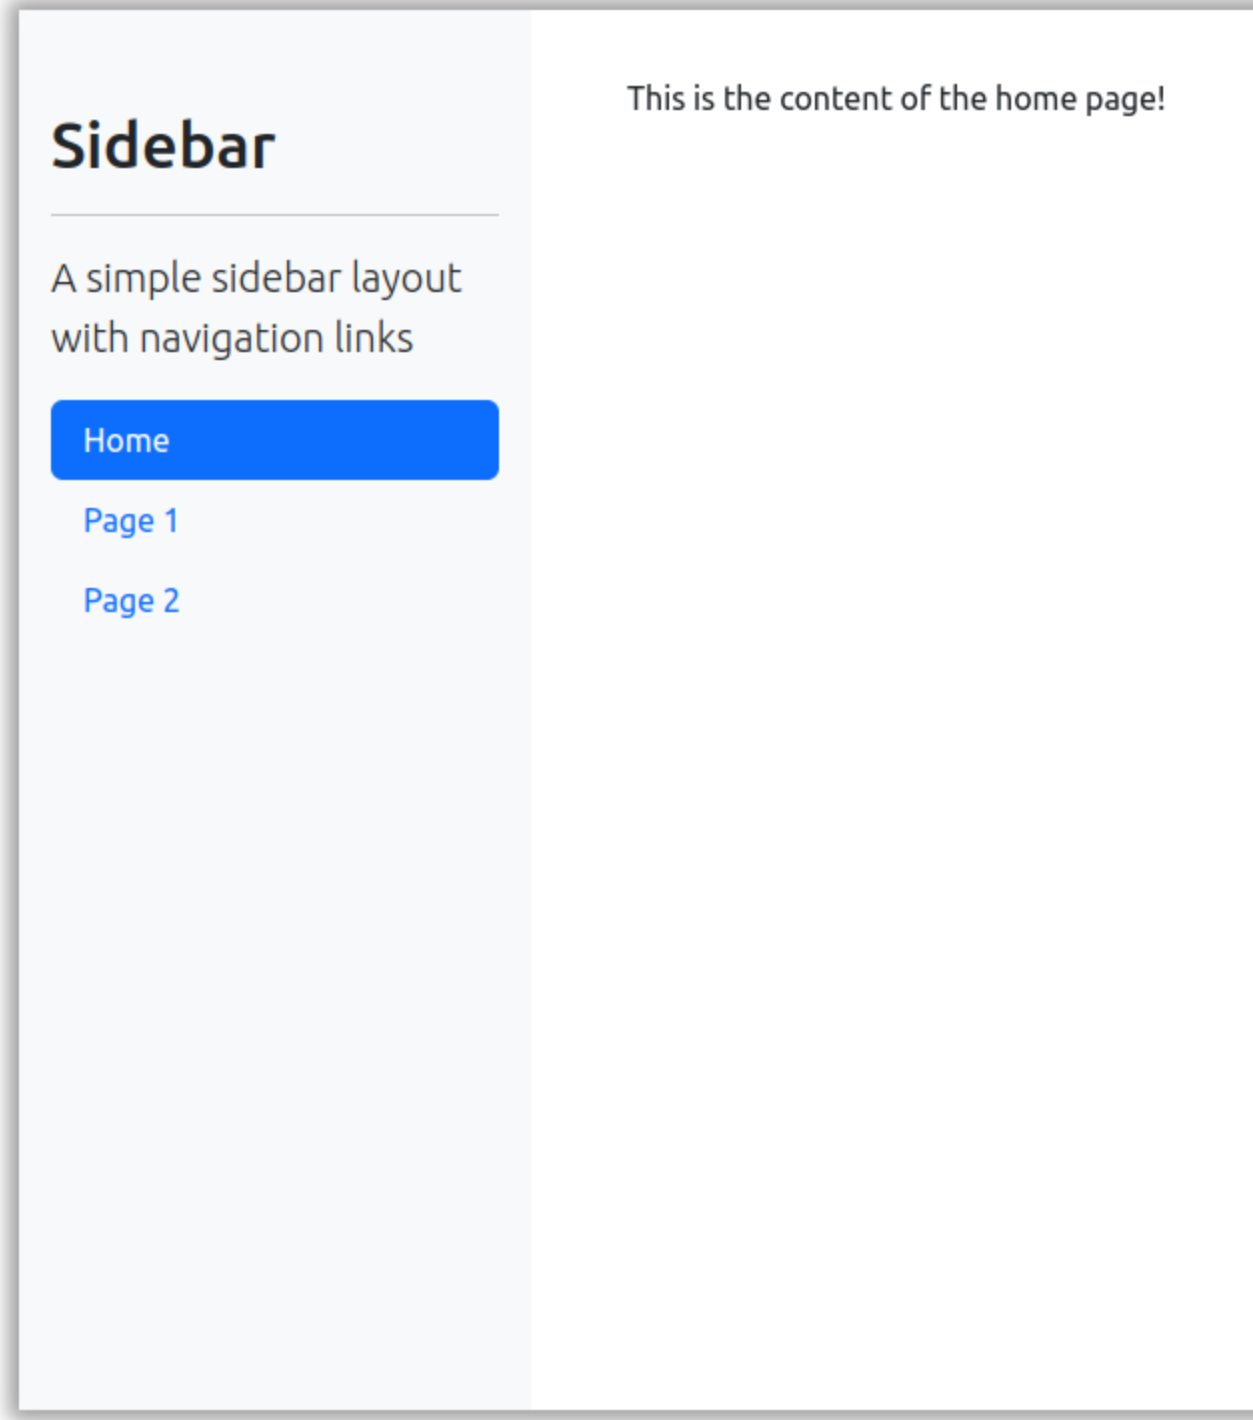 Sidebar
A simple sidebar layout
with navigation links
Home
Page 1
Page 2
This is the content of the home page!